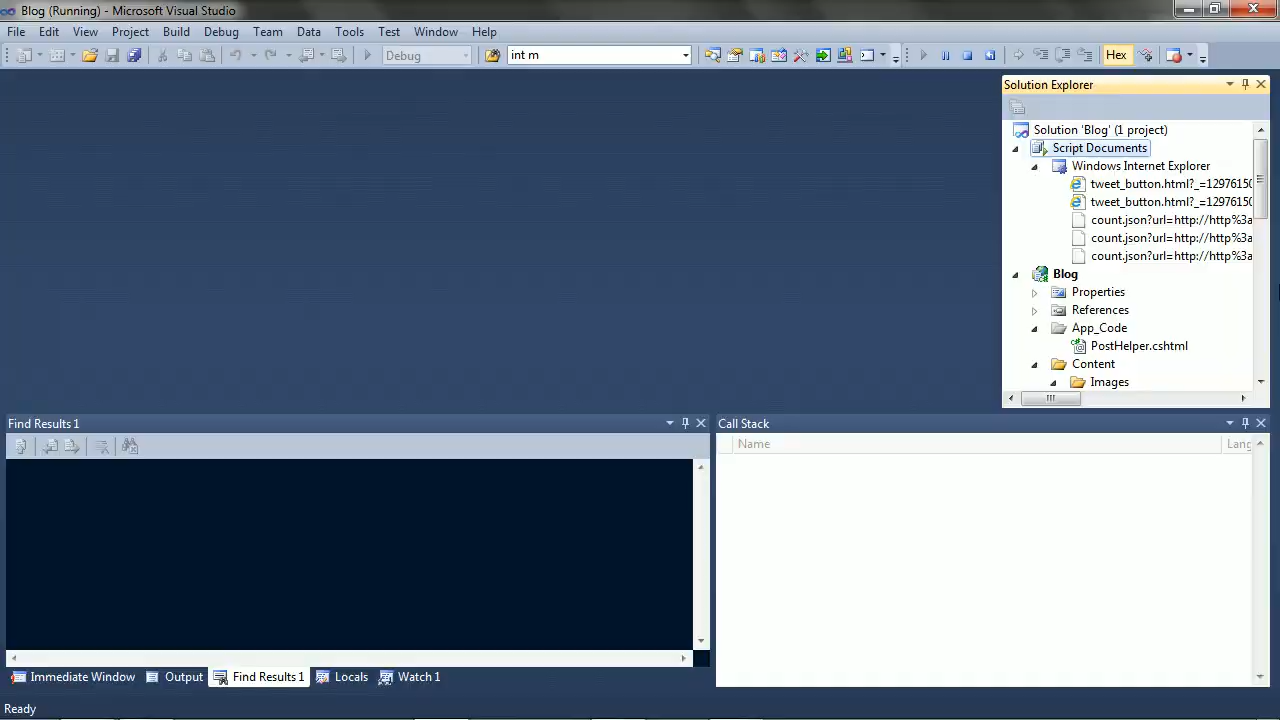 Blog (Running) - Microsoft Visual Studio
File Edit View Project Build Debug Team Data Tools Test Window Help
Debug int m Hex
Solution Explorer
Solution 'Blog' (1 project)
Script Documents
Windows Internet Explorer
tweet_button.html?_=12976150
tweet_button.html?_=12976150
count.json?url=http://http%3a
count.json?url=http://http%3a
count.json?url=http://http%3a
Blog
Properties
References
App_Code
PostHelper.cshtml
Content
Images
Find Results 1
Call Stack
Name Lang
Immediate Window Output Find Results 1 Locals Watch 1
Ready